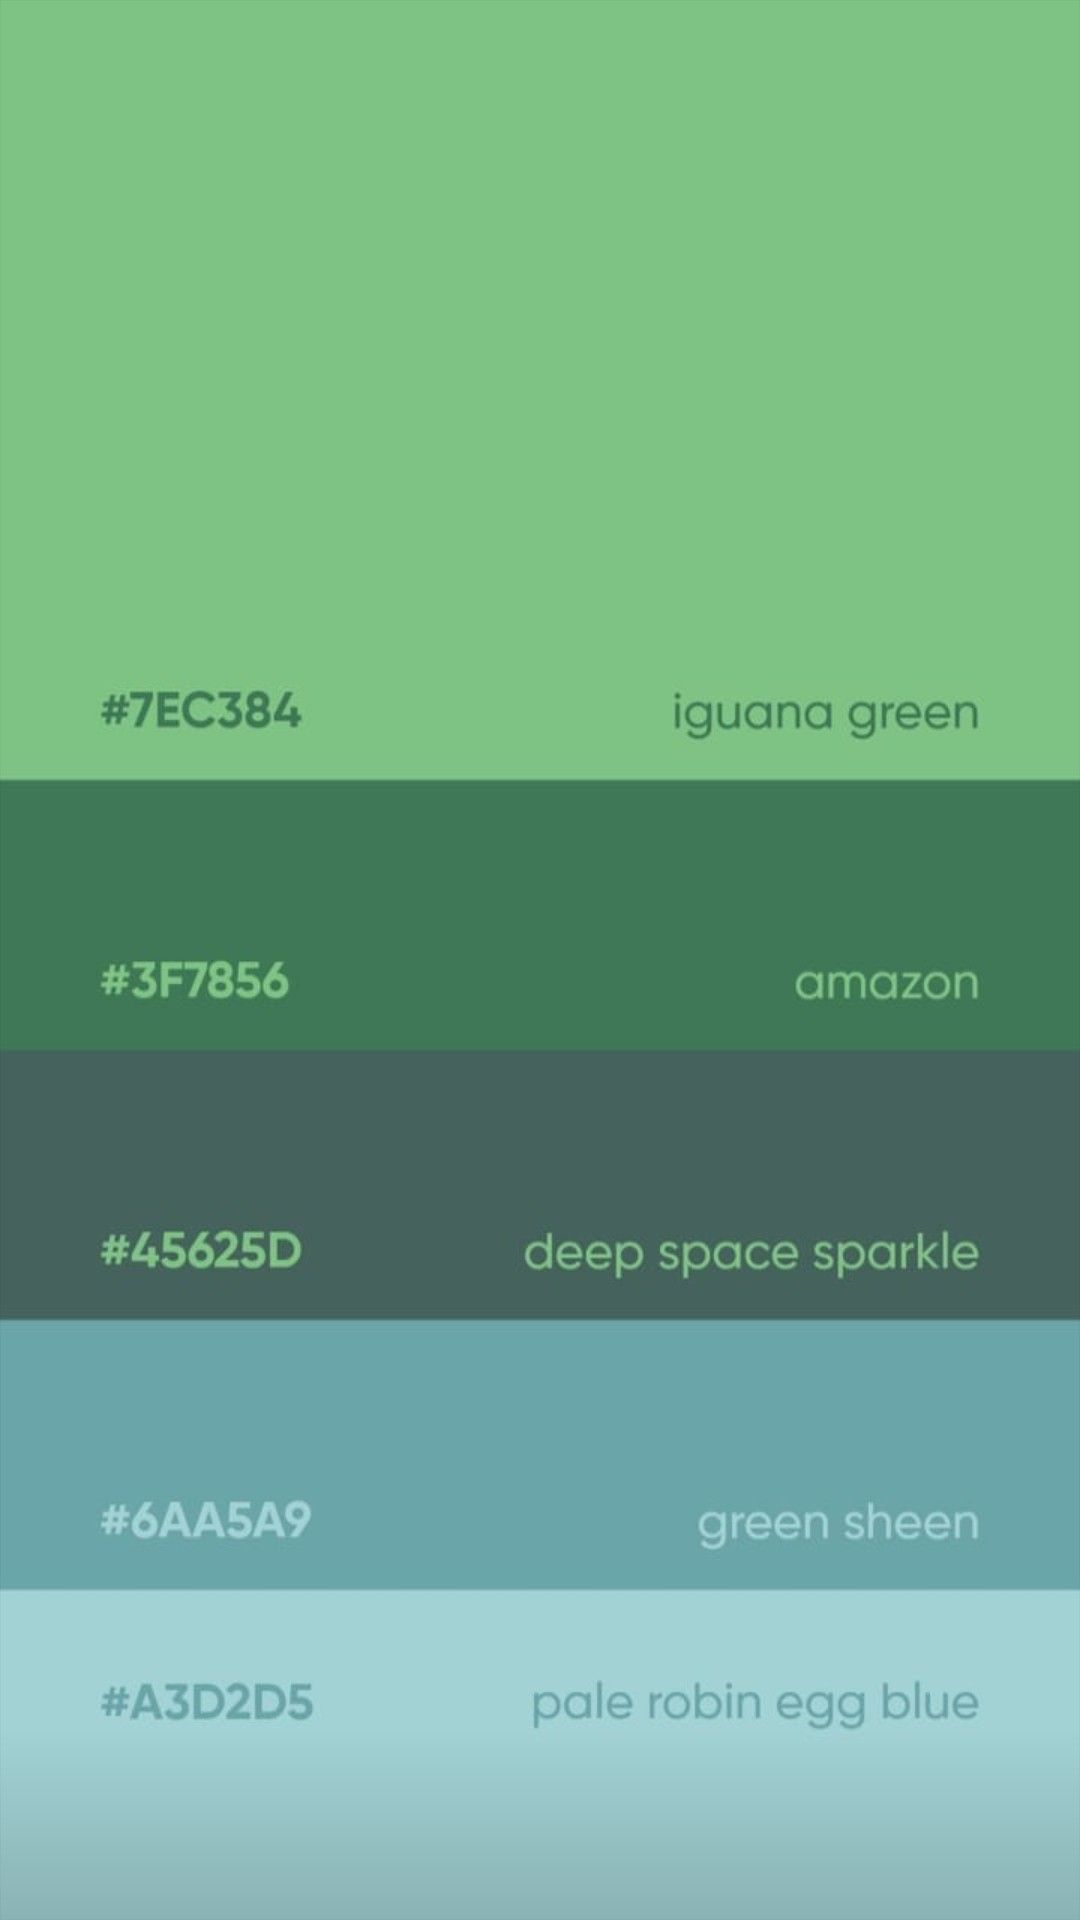 #7EC384 iguana green
#3F7856 amazon
#45625D deep space sparkle
#6AA5A9 green sheen
#A3D2D5 pale robin egg blue